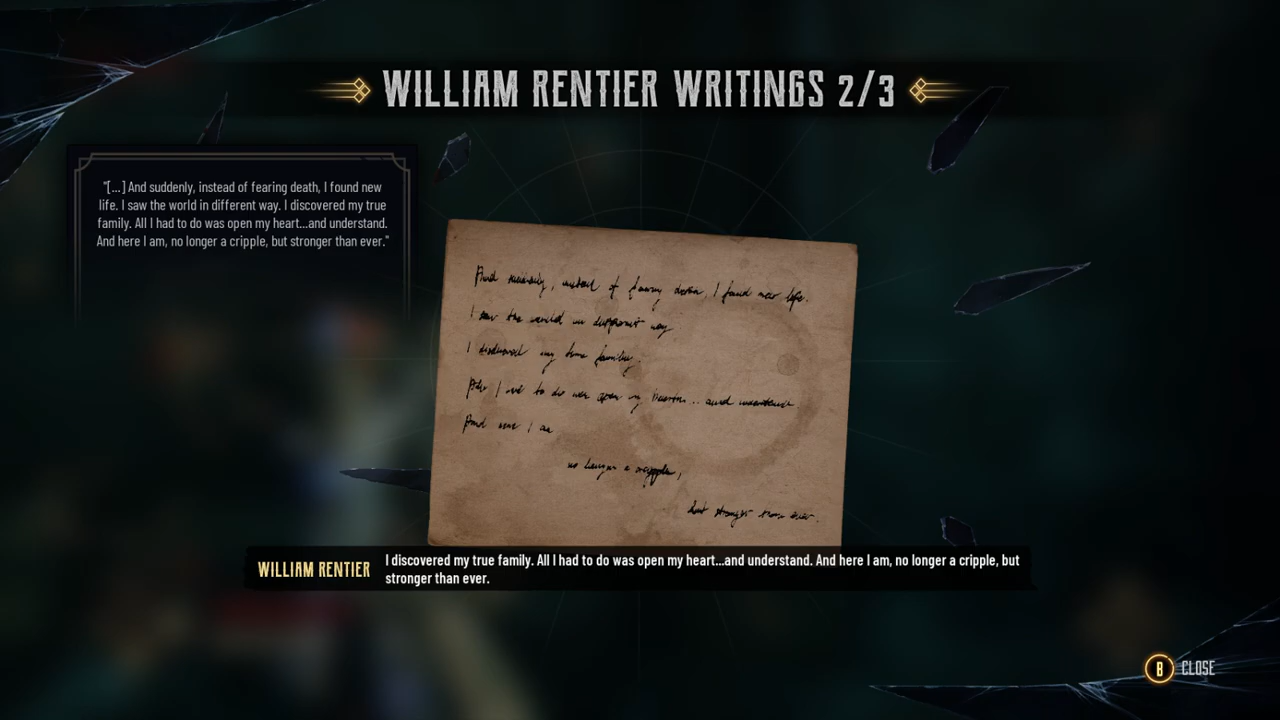 WILLIAM RENTIER WRITINGS 2/3
"[...] And suddenly, instead of fearing death, I found new
life. I saw the world in different way. I discovered my true
family. All I had to do was open my heart...and understand.
And here I am, no longer a cripple, but stronger than ever."
And suddenly, instead of fearing death, I found new life.
I saw the world in different way
I discovered my true family.
All I had to do was open my heart... and understand
And here I am
no longer a cripple,
but stronger than ever.
WILLIAM RENTIER
I discovered my true family. All I had to do was open my heart...and understand. And here I am, no longer a cripple, but
stronger than ever.
B CLOSE